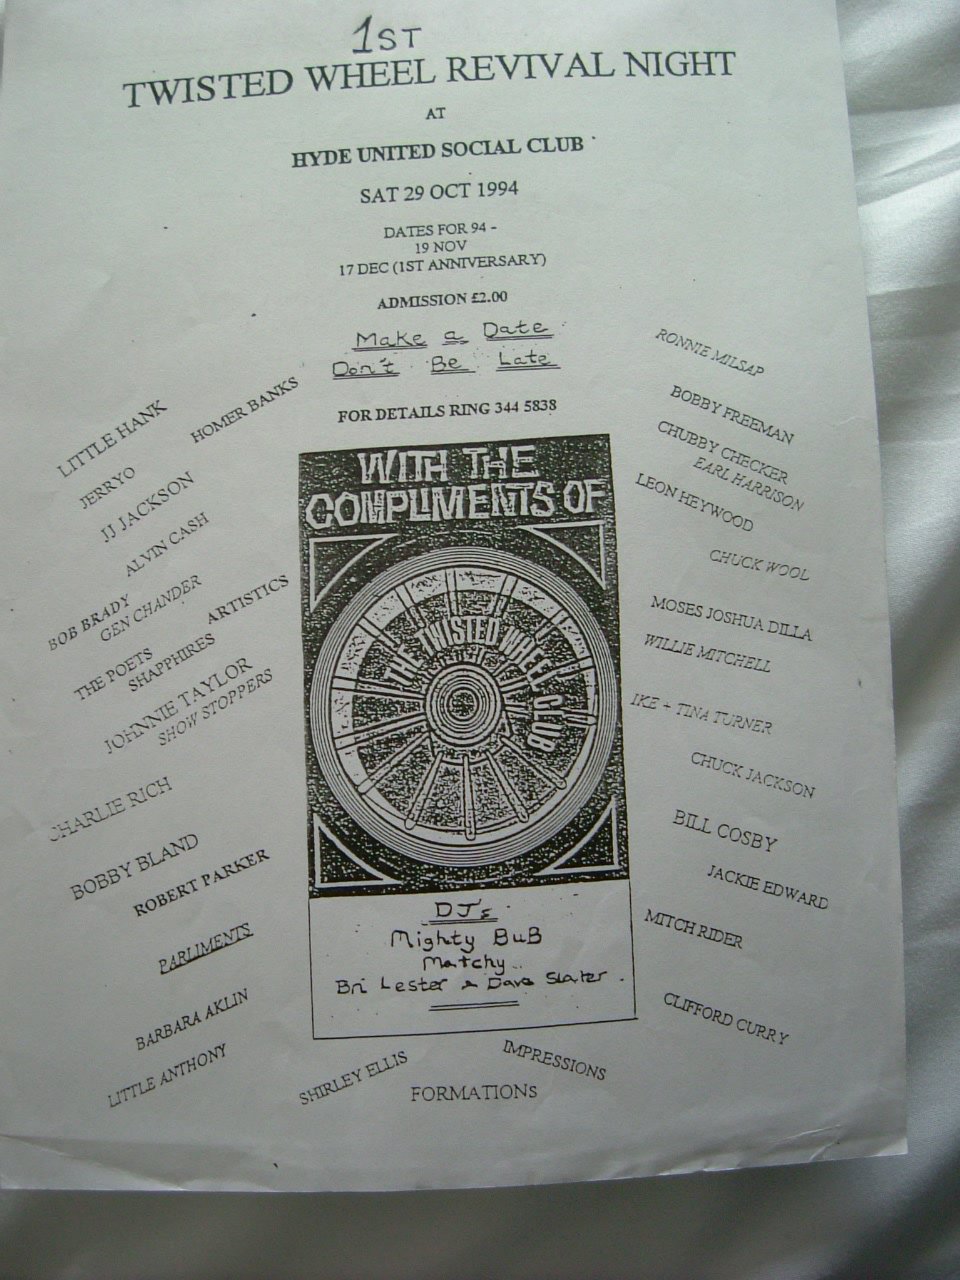 1ST
TWISTED WHEEL REVIVAL NIGHT
AT
HYDE UNITED SOCIAL CLUB
SAT 29 OCT 1994
DATES FOR 94 -
19 NOV
17 DEC (1ST ANNIVERSARY)
ADMISSION £2.00
Make a Date
Don't Be Late
FOR DETAILS RING 344 5838
LITTLE HANK
HOMER BANKS
JERRYO
JJ JACKSON
ALVIN CASH
BOB BRADY
GEN CHANDER
ARTISTICS
THE POETS
SHAPPHIRES
JOHNNIE TAYLOR
SHOW STOPPERS
CHARLIE RICH
BOBBY BLAND
ROBERT PARKER
PARLIMENTS
BARBARA AKLIN
LITTLE ANTHONY
WITH THE
COMPLIMENTS OF
THE TWISTED WHEEL CLUB
DJs
Mighty BuB
Matchy
Bri Lester & Dave Slater
RONNIE MILSAP
BOBBY FREEMAN
CHUBBY CHECKER
EARL HARRISON
LEON HEYWOOD
CHUCK WOOL
MOSES JOSHUA DILLA
WILLIE MITCHELL
IKE + TINA TURNER
CHUCK JACKSON
BILL COSBY
JACKIE EDWARD
MITCH RIDER
CLIFFORD CURRY
SHIRLEY ELLIS
IMPRESSIONS
FORMATIONS